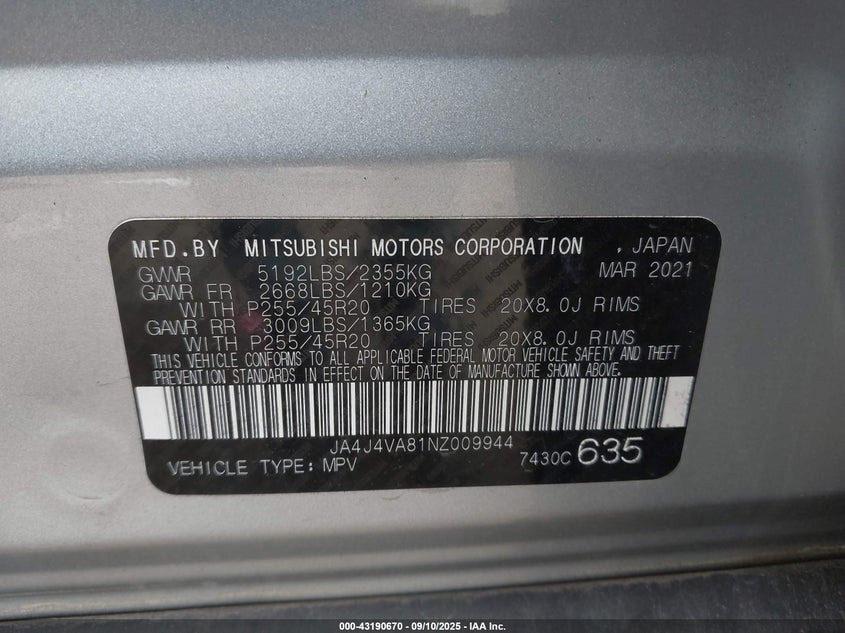 MFD.BY MITSUBISHI MOTORS CORPORATION , JAPAN
GVWR 5192LBS/2355KG MAR 2021
GAWR FR 2668LBS/1210KG
WITH P255/45R20 TIRES 20X8.0J RIMS
GAWR RR 3009LBS/1365KG
WITH P255/45R20 TIRES 20X8.0J RIMS
THIS VEHICLE CONFORMS TO ALL APPLICABLE FEDERAL MOTOR VEHICLE SAFETY AND THEFT
PREVENTION STANDARDS IN EFFECT ON THE DATE OF MANUFACTURE SHOWN ABOVE.
JA4J4VA81NZ009944
VEHICLE TYPE: MPV 7430C 635
000-43190670 - 09/10/2025 - IAA Inc.